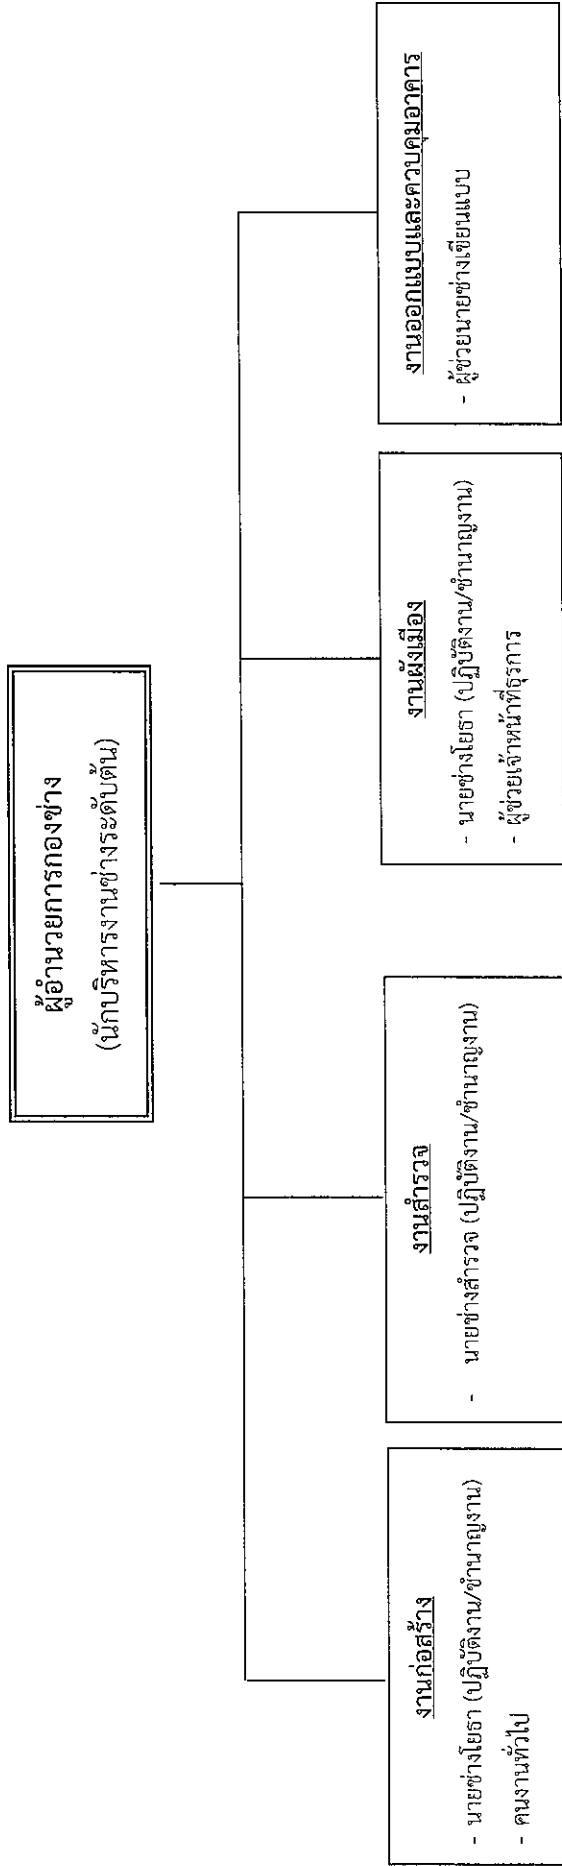 ผู้อำนวยการกองช่าง
(นักบริหารงานช่างระดับต้น)
งานก่อสร้าง
- นายช่างโยธา (ปฏิบัติงาน/ชำนาญงาน)
- คนงานทั่วไป
งานสำรวจ
- นายช่างสำรวจ (ปฏิบัติงาน/ชำนาญงาน)
งานผังเมือง
- นายช่างโยธา (ปฏิบัติงาน/ชำนาญงาน)
- ผู้ช่วยเจ้าหน้าที่ธุรการ
งานออกแบบและควบคุมอาคาร
- ผู้ช่วยนายช่างเขียนแบบ